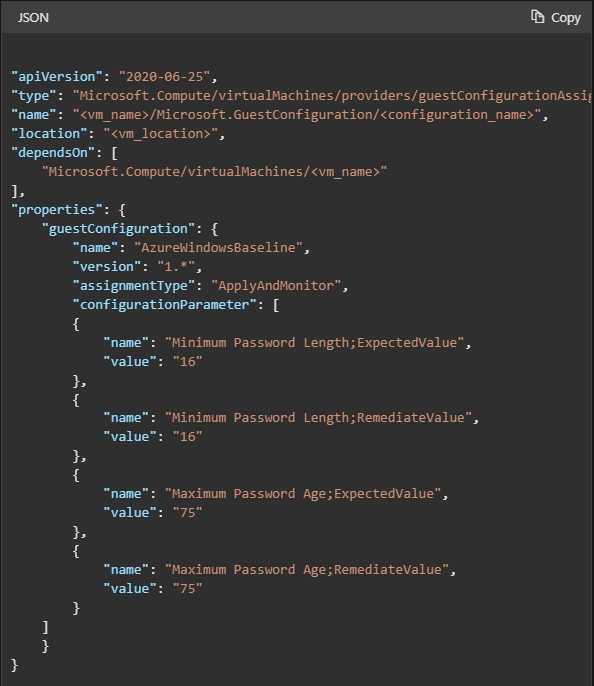 JSON
Copy
"apiVersion": "2020-06-25",
"type": "Microsoft.Compute/virtualMachines/providers/guestConfigurationAssig
"name": "<vm_name>/Microsoft.GuestConfiguration/<configuration_name>",
"location": "<vm_location>",
"dependsOn": [
"Microsoft.Compute/virtualMachines/<vm_name>"
],
"properties": {
"guestConfiguration": {
"name": "AzureWindowsBaseline",
"version": "1.*",
"assignmentType": "ApplyAndMonitor",
"configurationParameter": [
{
"name": "Minimum Password Length;ExpectedValue",
"value": "16"
},
{
"name": "Minimum Password Length;RemediateValue",
"value": "16"
},
{
"name": "Maximum Password Age;ExpectedValue",
"value": "75"
},
{
"name": "Maximum Password Age;RemediateValue",
"value": "75"
}
]
}
}